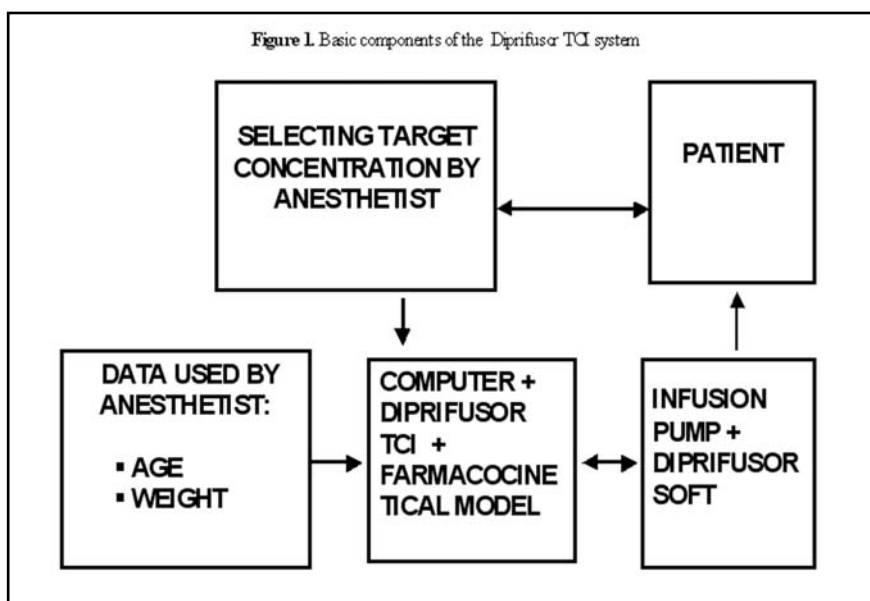 Figure 1. Basic components of the Diprifusor TCI system
SELECTING TARGET
CONCENTRATION BY
ANESTHETIST
PATIENT
DATA USED BY
ANESTHETIST:
▪ AGE
▪ WEIGHT
COMPUTER +
DIPRIFUSOR
TCI +
FARMACOCINE
TICAL MODEL
INFUSION
PUMP +
DIPRIFUSOR
SOFT